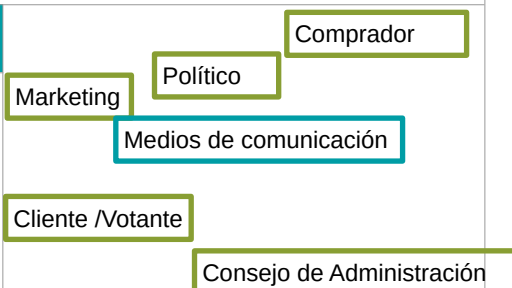 Comprador
Político
Marketing
Medios de comunicación
Cliente /Votante
Consejo de Administración